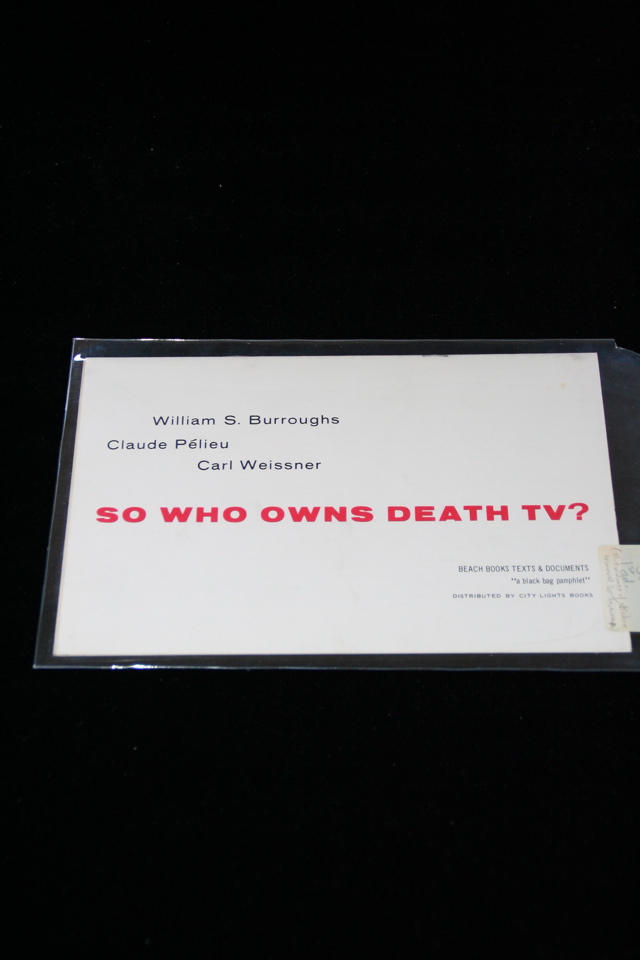 William S. Burroughs
Claude Pélieu
Carl Weissner
SO WHO OWNS DEATH TV?
BEACH BOOKS TEXTS & DOCUMENTS
"a black bag pamphlet"
DISTRIBUTED BY CITY LIGHTS BOOKS